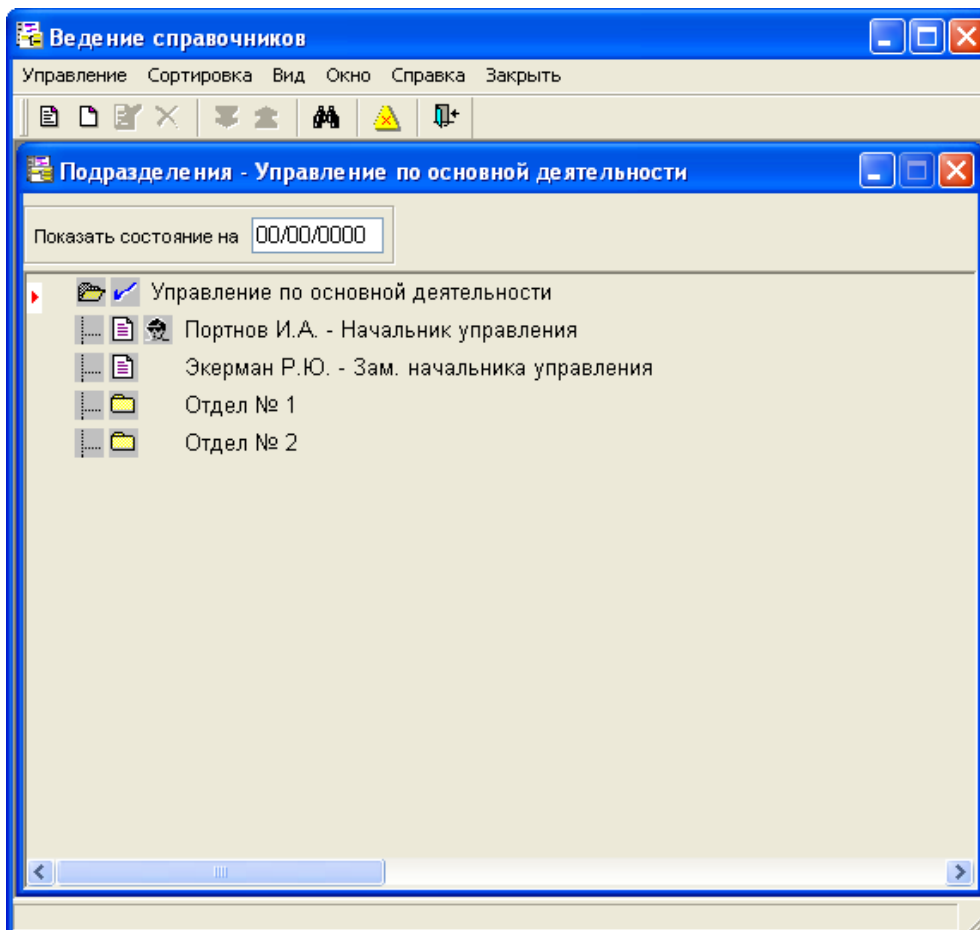 Ведение справочников
Управление Сортировка Вид Окно Справка Закрыть
Подразделения - Управление по основной деятельности
Показать состояние на 00/00/0000
Управление по основной деятельности
Портнов И.А. - Начальник управления
Экерман Р.Ю. - Зам. начальника управления
Отдел № 1
Отдел № 2